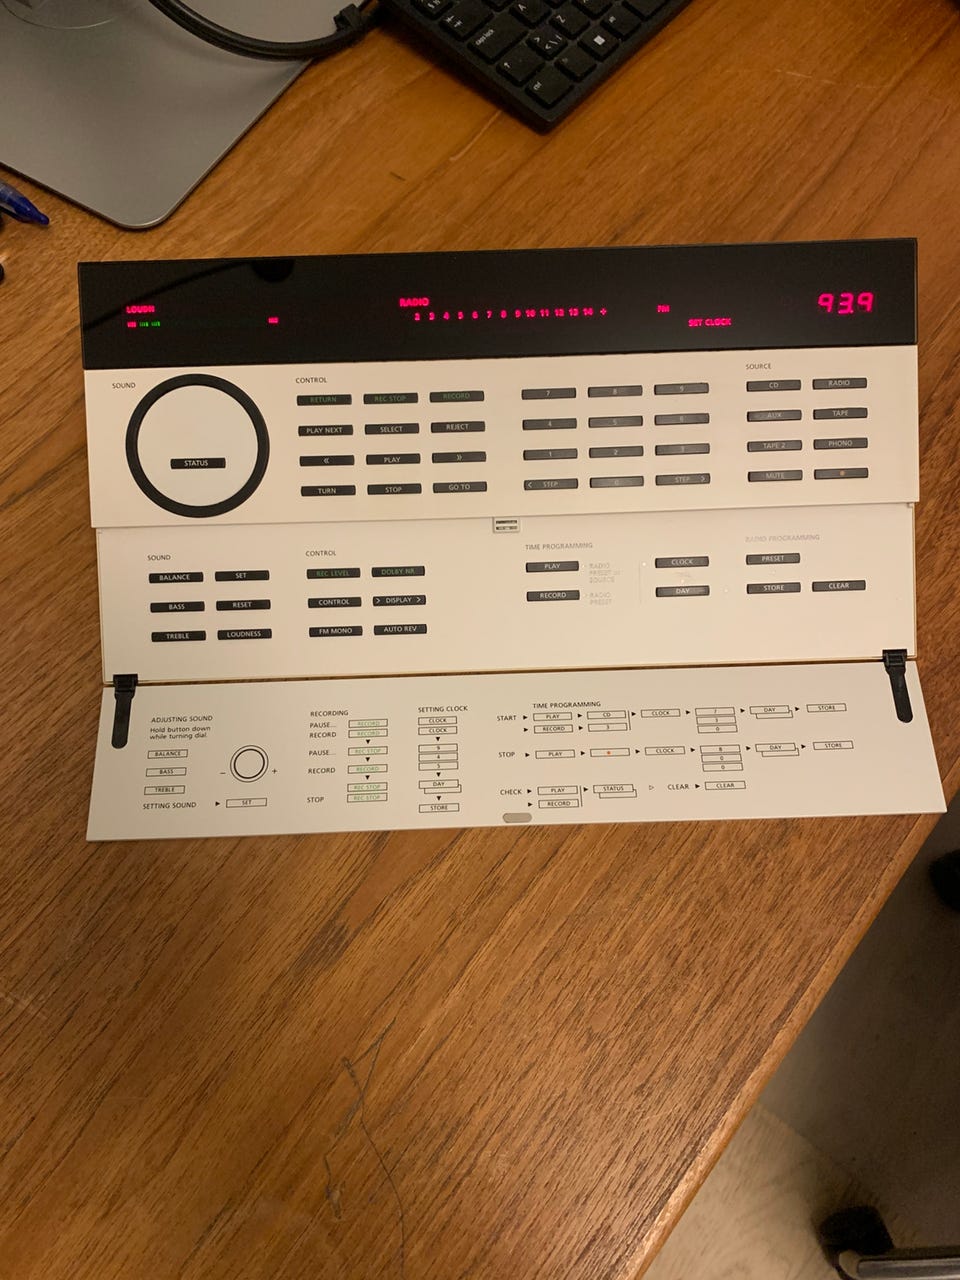 LOUDN
RADIO
2 3 4 5 6 7 8 9 10 11 12 13 14 +
FM
SET CLOCK
93.9
SOUND
STATUS
CONTROL
RETURN REC STOP RECORD
PLAY NEXT SELECT REJECT
« PLAY »
TURN STOP GO TO
7 8 9
4 5 6
1 2 3
< STEP 0 STEP >
SOURCE
CD RADIO
AUX TAPE
TAPE 2 PHONO
MUTE
SOUND
BALANCE SET
BASS RESET
TREBLE LOUDNESS
CONTROL
REC LEVEL DOLBY NR
CONTROL > DISPLAY >
FM MONO AUTO REV
TIME PROGRAMMING
PLAY RADIO
PRESET or
SOURCE
RECORD RADIO
PRESET
CLOCK
DAY
RADIO PROGRAMMING
PRESET
STORE CLEAR
ADJUSTING SOUND
Hold button down
while turning dial.
BALANCE
BASS
TREBLE
− +
SETTING SOUND ▶ SET
RECORDING
PAUSE... RECORD
RECORD RECORD
▼
PAUSE... REC STOP
▼
RECORD RECORD
▼
REC STOP
STOP REC STOP
SETTING CLOCK
CLOCK
CLOCK
▼
9
4
5
▼
DAY
▼
STORE
TIME PROGRAMMING
START ▶ PLAY ▶ CD ▶ CLOCK ▶ 7 ▶ DAY ▶ STORE
▶ RECORD ▶ 3 3
0
STOP ▶ PLAY ▶ ▶ CLOCK ▶ 8 ▶ DAY ▶ STORE
0
0
CHECK ▶ PLAY ▶ STATUS ▷ CLEAR ▶ CLEAR
▶ RECORD